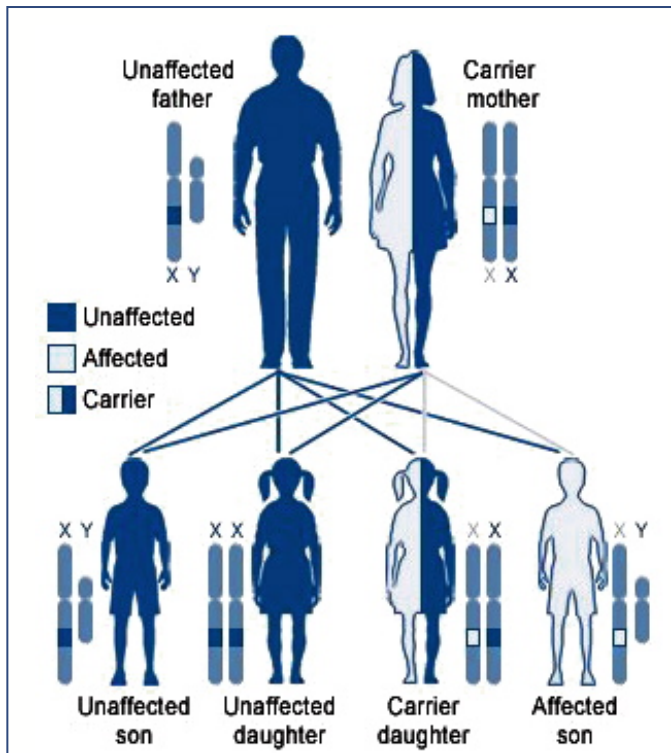 Unaffected
father
Carrier
mother
X Y
X X
Unaffected
Affected
Carrier
X Y
X X
X X
X Y
Unaffected
son
Unaffected
daughter
Carrier
daughter
Affected
son